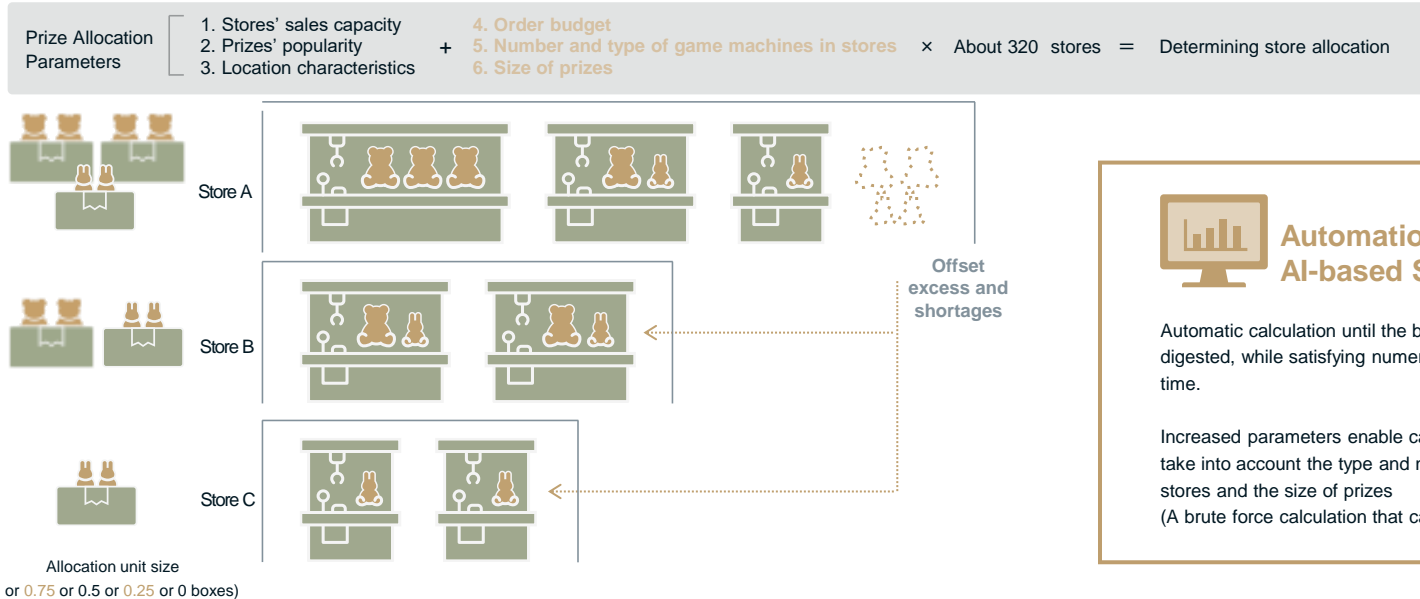 Prize Allocation
Parameters
1. Stores' sales capacity
2. Prizes' popularity
3. Location characteristics
+
4. Order budget
5. Number and type of game machines in stores
6. Size of prizes
× About 320 stores = Determining store allocation
Store A
Offset
excess and
shortages
Store B
Store C
Allocation unit size
or 0.75 or 0.5 or 0.25 or 0 boxes)
AI-based
Automatic calculation until the
digested, while satisfying
time.
Increased parameters enable
take into account the type and
stores and the size of prizes
(A brute force calculation that